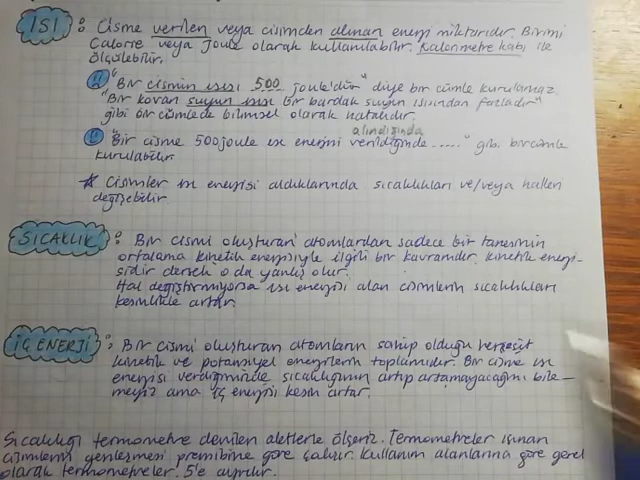 ISI : Cisme verilen veya cisimden alınan enerji miktarıdır. Birimi
Calorie veya Joule olarak kullanılabilir. Kalorimetre kabı ile
ölçülebilir.
"Bir cismin ısısı 500 joule'dür" diye bir cümle kurulamaz.
"Bir kovan suyun ısısı bir bardak suyun ısısından fazladır"
gibi bir cümlede bilimsel olarak hatalıdır.
alındığında
"Bir cisme 500 joule ısı enerjisi verildiğinde ....." gibi bir cümle
kurulabilir.
* Cisimler ısı enerjisi aldıklarında sıcaklıkları ve/veya halleri
değişebilir.
SICAKLIK : Bir cismi oluşturan atomlardan sadece bir tanesinin
ortalama kinetik enerjisiyle ilgili bir kavramdır. Kinetik enerji-
sidir dersek o da yanlış olur.
Hal değiştirmiyorsa ısı enerjisi alan cisimlerin sıcaklıkları
kesinlikle artar.
İÇ ENERJİ : Bir cismi oluşturan atomların sahip olduğu herçeşit
kinetik ve potansiyel enerjilerin toplamıdır. Bir cisme ısı
enerjisi verdiğimizde sıcaklığının artıp artamayacağını bile-
meyiz ama iç enerjisi kesin artar.
Sıcaklığı termometre denilen aletlerle ölçeriz. Termometreler ısınan
cisimlerin genleşmesi prensibine göre çalışır. Kullanım alanlarına göre genel
olarak termometreler 5'e ayrılır.